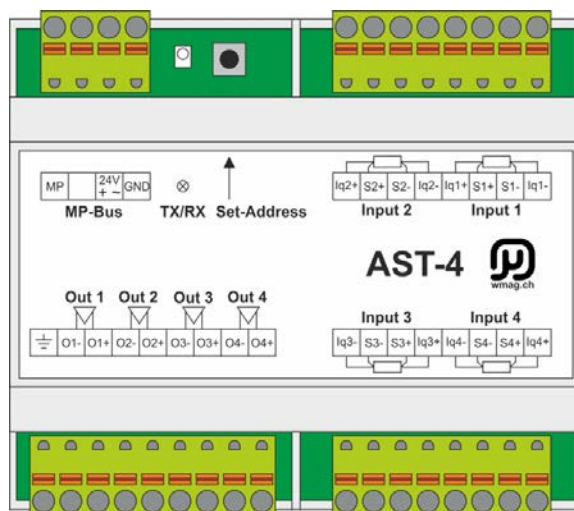 MP 24V + ~ GND
MP-Bus TX/RX Set-Address
Iq2+ S2+ S2- Iq2- Iq1+ S1+ S1- Iq1-
Input 2 Input 1
AST-4
wmag.ch
Out 1 Out 2 Out 3 Out 4
O1- O1+ O2- O2+ O3- O3+ O4- O4+
Input 3 Input 4
Iq3- S3- S3+ Iq3+ Iq4- S4- S4+ Iq4+